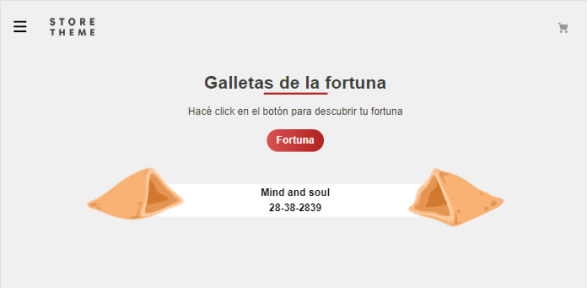 STORE
THEME
Galletas de la fortuna
Hacé click en el botón para descubrir tu fortuna
Fortuna
Mind and soul
28-38-2839